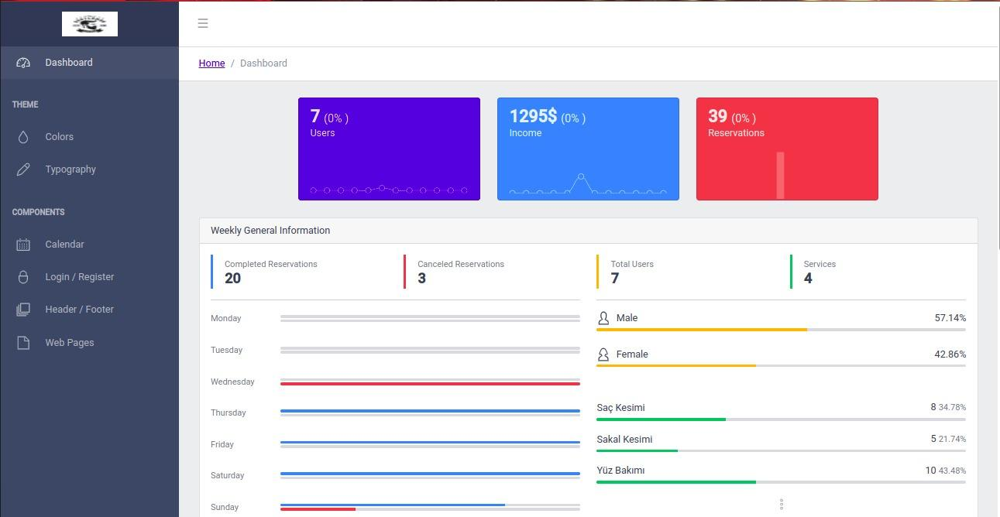 Dashboard
Home / Dashboard
THEME
Colors
Typography
COMPONENTS
Calendar
Login / Register
Header / Footer
Web Pages
7 (0% )
Users
1295$ (0% )
Income
39 (0% )
Reservations
Weekly General Information
Completed Reservations
20
Canceled Reservations
3
Total Users
7
Services
4
Monday
Tuesday
Wednesday
Thursday
Friday
Saturday
Sunday
Male 57.14%
Female 42.86%
Saç Kesimi 8 34.78%
Sakal Kesimi 5 21.74%
Yüz Bakımı 10 43.48%